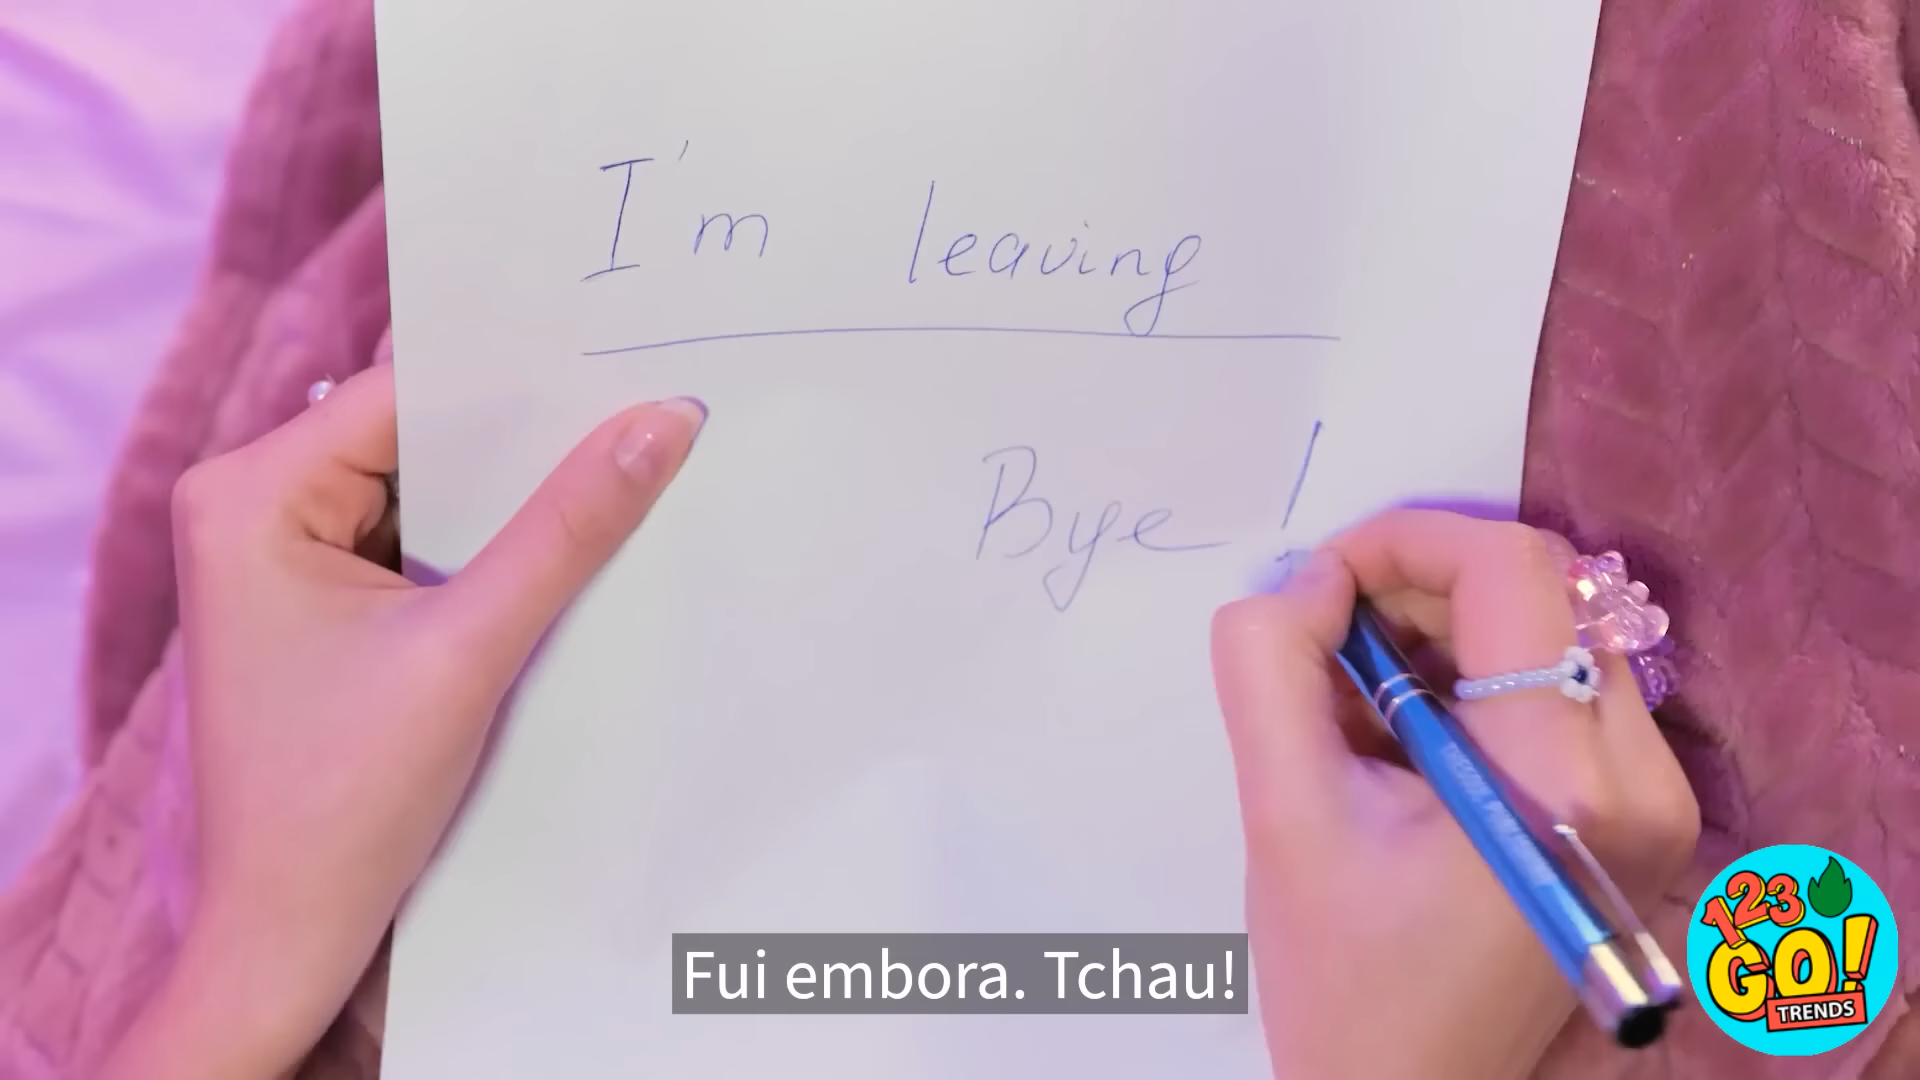 I'm leaving
Bye!
Fui embora. Tchau!
123
GO!
TRENDS